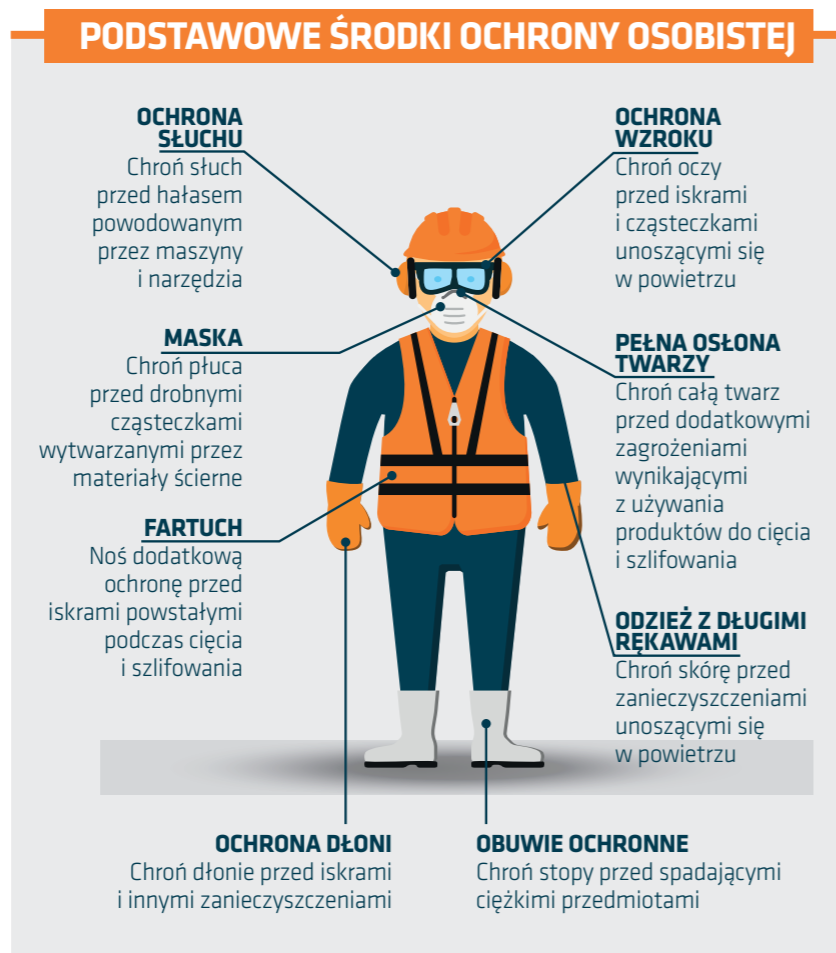 PODSTAWOWE ŚRODKI OCHRONY OSOBISTEJ
OCHRONA
SŁUCHU
Chroń słuch
przed hałasem
powodowanym
przez maszyny
i narzędzia
MASKA
Chroń płuca
przed drobnymi
cząsteczkami
wytwarzanymi przez
materiały ścierne
FARTUCH
Noś dodatkową
ochronę przed
iskrami powstałymi
podczas cięcia
i szlifowania
OCHRONA
WZROKU
Chroń oczy
przed iskrami
i cząsteczkami
unoszącymi się
w powietrzu
PEŁNA OSŁONA
TWARZY
Chroń całą twarz
przed dodatkowymi
zagrożeniami
wynikającymi
z używania
produktów do cięcia
i szlifowania
ODZIEŻ Z DŁUGIMI
RĘKAWAMI
Chroń skórę przed
zanieczyszczeniami
unoszącymi się
w powietrzu
OCHRONA DŁONI
Chroń dłonie przed iskrami
i innymi zanieczyszczeniami
OBUWIE OCHRONNE
Chroń stopy przed spadającymi
ciężkimi przedmiotami